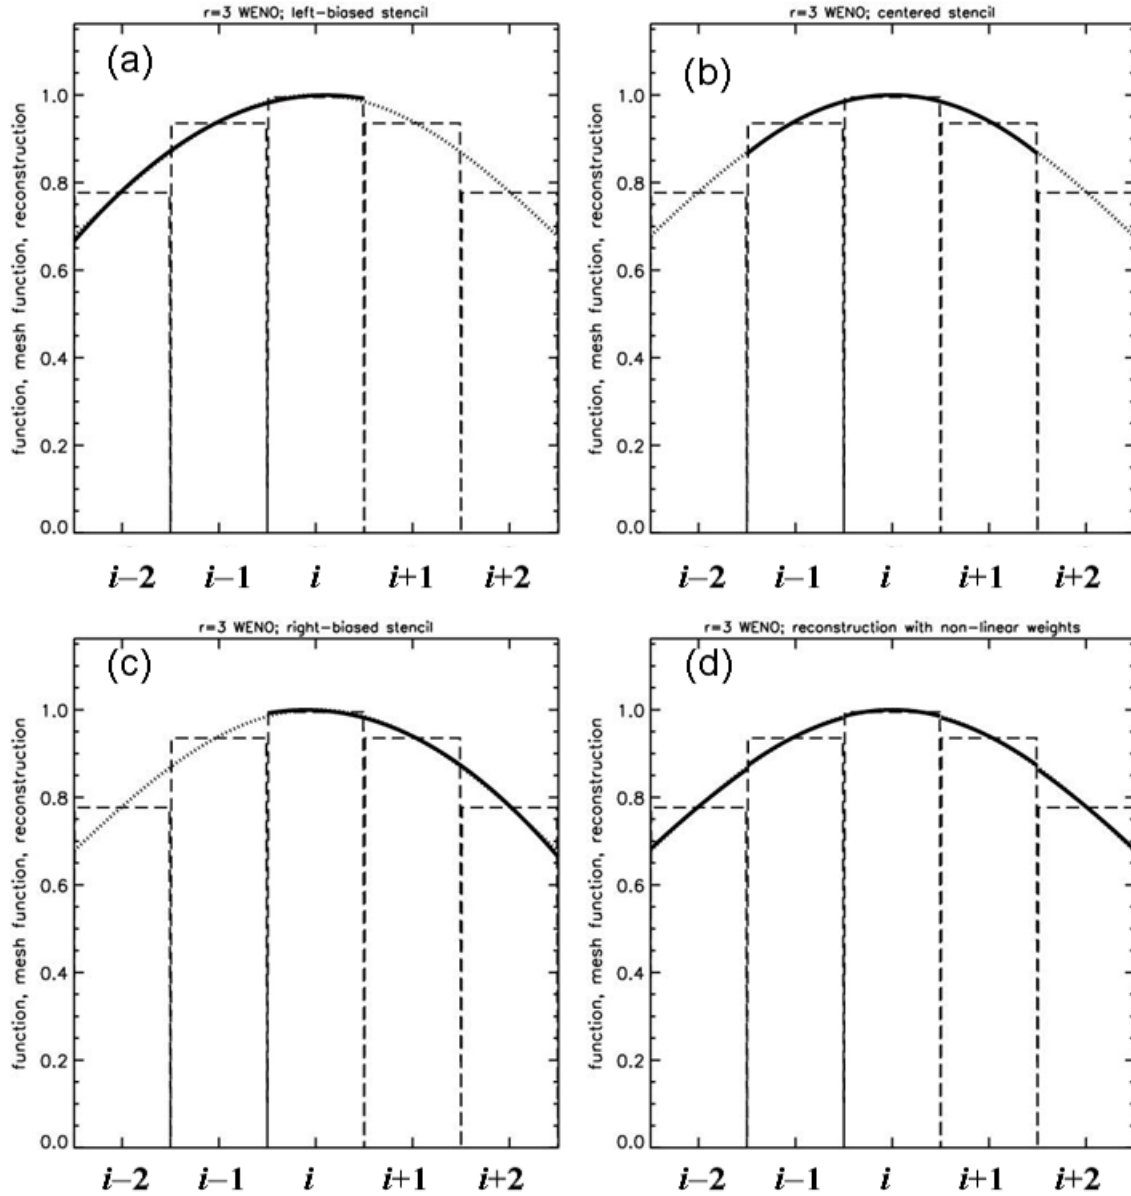 r=3 WENO; left-biased stencil
(a)
function, mesh function, reconstruction
1.0
0.8
0.6
0.4
0.2
0.0
i−2 i−1 i i+1 i+2
r=3 WENO; centered stencil
(b)
function, mesh function, reconstruction
1.0
0.8
0.6
0.4
0.2
0.0
i−2 i−1 i i+1 i+2
r=3 WENO; right-biased stencil
(c)
function, mesh function, reconstruction
1.0
0.8
0.6
0.4
0.2
0.0
i−2 i−1 i i+1 i+2
r=3 WENO; reconstruction with non-linear weights
(d)
function, mesh function, reconstruction
1.0
0.8
0.6
0.4
0.2
0.0
i−2 i−1 i i+1 i+2